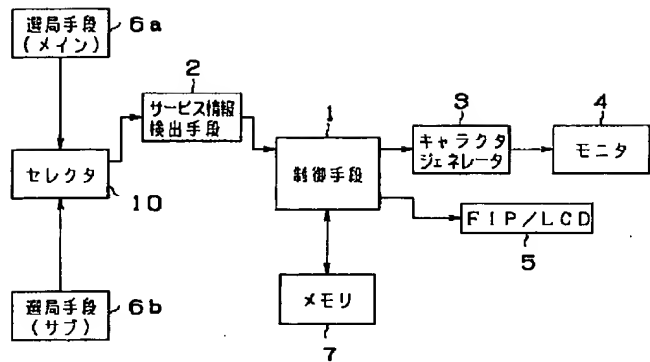 選局手段
(メイン)
6a
2
サービス情報
検出手段
セレクタ
10
1
制御手段
3
キャラクタ
ジェネレータ
4
モニタ
FIP/LCD
5
選局手段
(サブ)
6b
メモリ
7